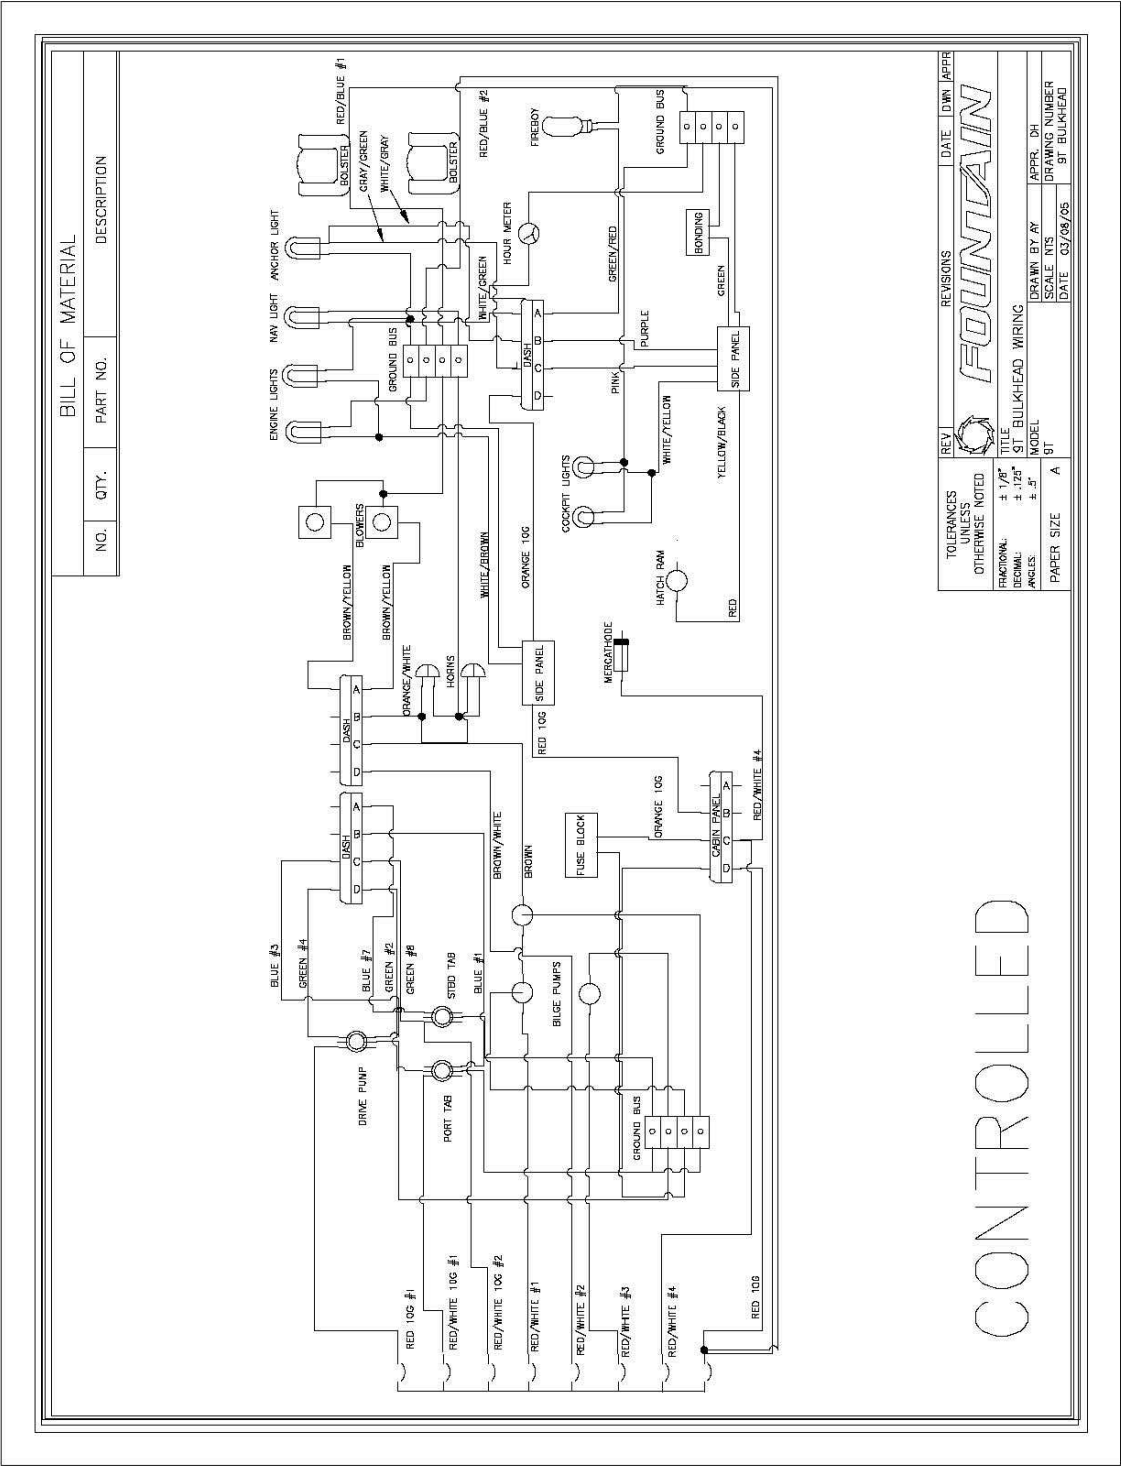 BILL OF MATERIAL
NO.
QTY.
PART NO.
DESCRIPTION
ENGINE LIGHTS
NAV LIGHT
ANCHOR LIGHT
BOLSTER
RED/BLUE #1
GRAY/GREEN
WHITE/GRAY
BOLSTER
RED/BLUE #2
BLOWERS
BROWN/YELLOW
BROWN/YELLOW
GROUND BUS
HOUR METER
FIREBOY
GROUND BUS
WHITE/GREEN
GREEN/RED
BONDING
GREEN
DASH
A
B
C
D
PURPLE
PINK
SIDE PANEL
WHITE/YELLOW
YELLOW/BLACK
COCKPIT LIGHTS
ORANGE 10G
WHITE/BROWN
HATCH RAM
RED
MERCATHODE
ORANGE/WHITE
HORNS
SIDE PANEL
RED 10G
DASH
A
B
C
D
DASH
A
B
C
D
BLUE #3
GREEN #4
BLUE #7
GREEN #2
GREEN #8
STBD TAB
BLUE #1
BROWN/WHITE
BROWN
FUSE BLOCK
ORANGE 10G
CABIN PANEL
A
B
C
D
RED/WHITE #4
BILGE PUMPS
DRIVE PUMP
PORT TAB
GROUND BUS
RED 10G #1
RED/WHITE 10G #1
RED/WHITE 10G #2
RED/WHITE #1
RED/WHITE #2
RED/WHITE #3
RED/WHITE #4
RED 10G
CONTROLLED
TOLERANCES
UNLESS
OTHERWISE NOTED
FRACTIONAL: ± 1/8"
DECIMAL: ± .125"
ANGLES: ± .5°
PAPER SIZE A
REV
REVISIONS
DATE
DWN
APPR
FOUNTAIN
TITLE
9T BULKHEAD WIRING
MODEL
9T
DRAWN BY AY
APPR. DH
SCALE NTS
DRAWING NUMBER
DATE 03/08/05
9T BULKHEAD